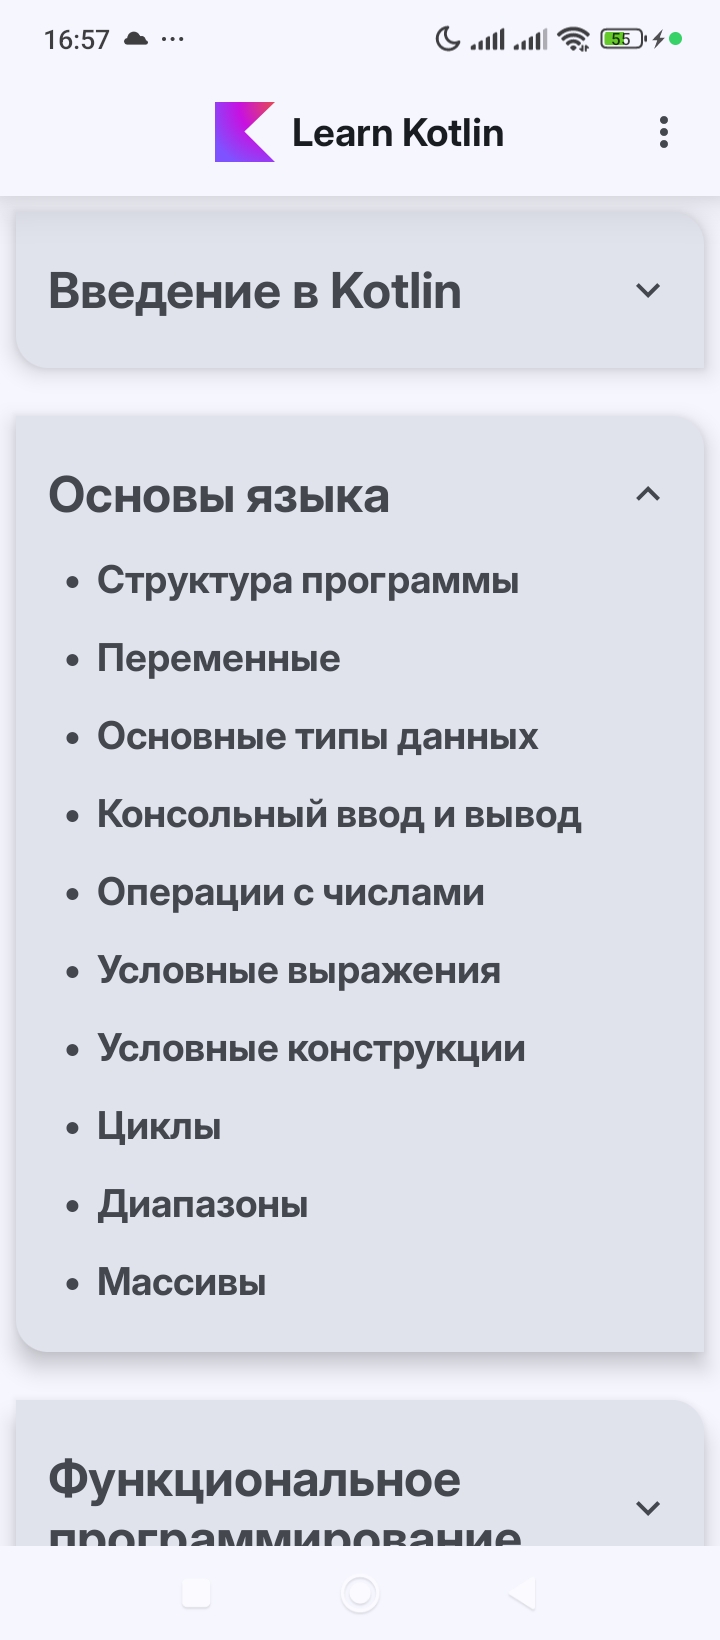 16:57
55
Learn Kotlin
Введение в Kotlin
Основы языка
Структура программы
Переменные
Основные типы данных
Консольный ввод и вывод
Операции с числами
Условные выражения
Условные конструкции
Циклы
Диапазоны
Массивы
Функциональное
программирование